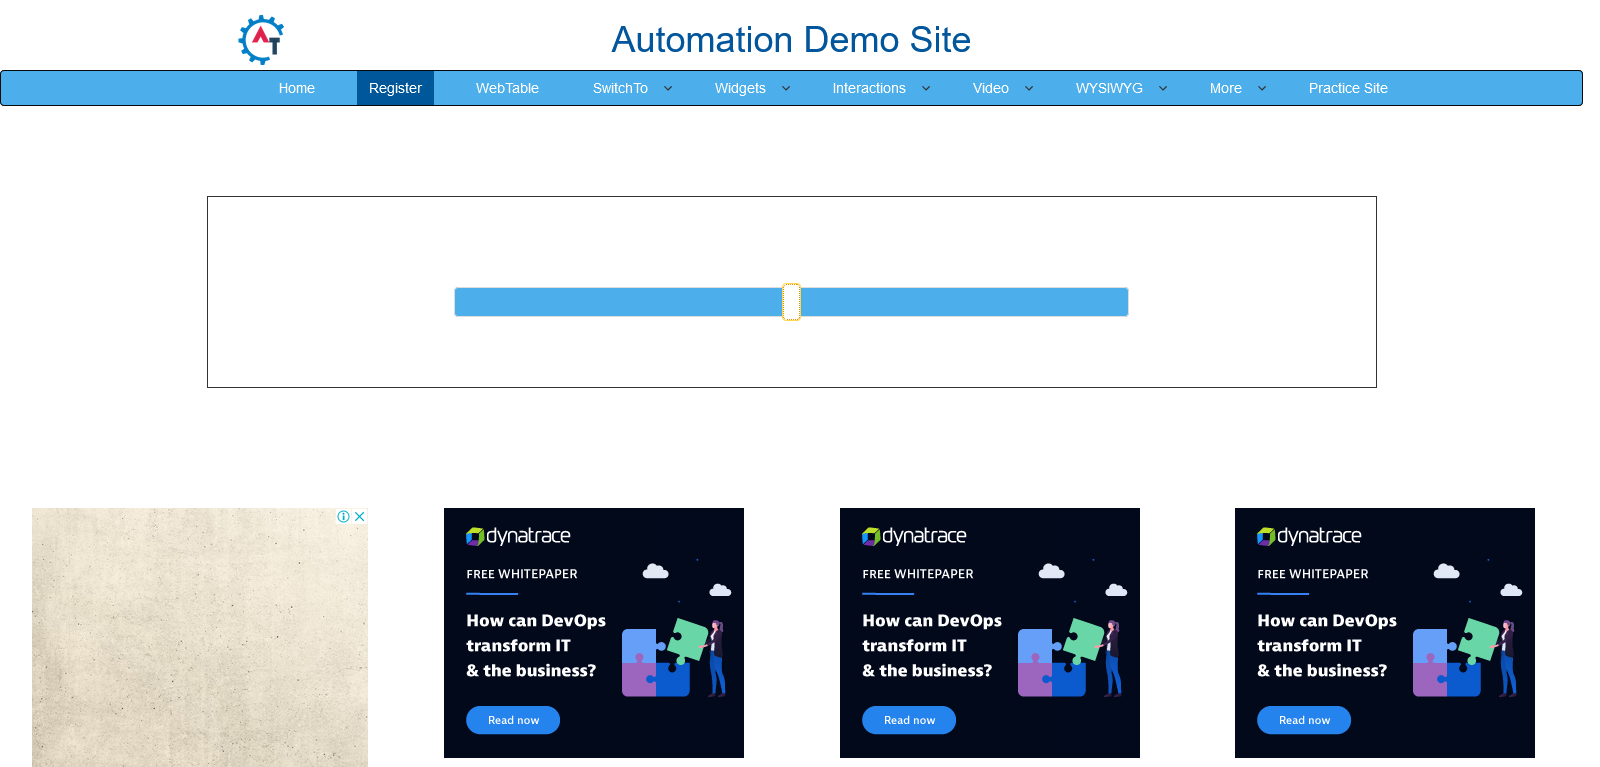 AT
Automation Demo Site
Home Register WebTable SwitchTo Widgets Interactions Video WYSIWYG More Practice Site
dynatrace
FREE WHITEPAPER
How can DevOps
transform IT
& the business?
Read now
dynatrace
FREE WHITEPAPER
How can DevOps
transform IT
& the business?
Read now
dynatrace
FREE WHITEPAPER
How can DevOps
transform IT
& the business?
Read now